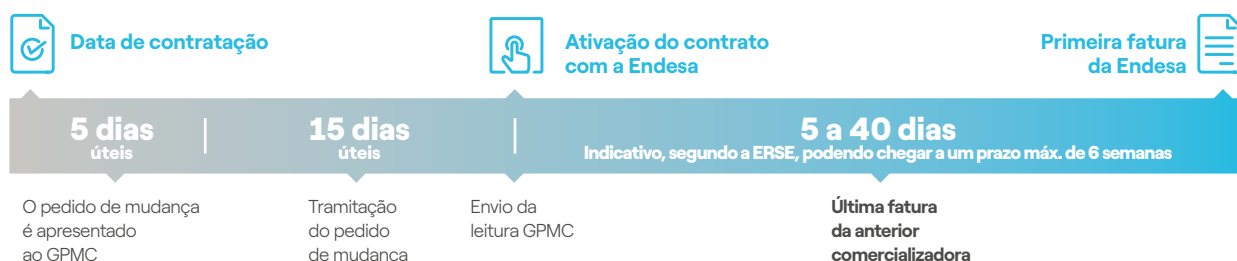 Data de contratação
Ativação do contrato
com a Endesa
Primeira fatura
da Endesa
5 dias
úteis
15 dias
úteis
5 a 40 dias
Indicativo, segundo a ERSE, podendo chegar a um prazo máx. de 6 semanas
O pedido de mudança
é apresentado
ao GPMC
Tramitação
do pedido
de mudança
Envio da
leitura GPMC
Última fatura
da anterior
comercializadora